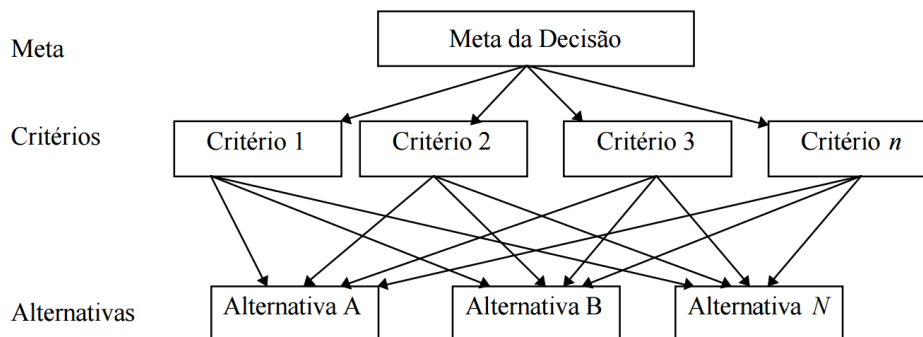 Meta
Meta da Decisão
Critérios
Critério 1
Critério 2
Critério 3
Critério n
Alternativas
Alternativa A
Alternativa B
Alternativa N